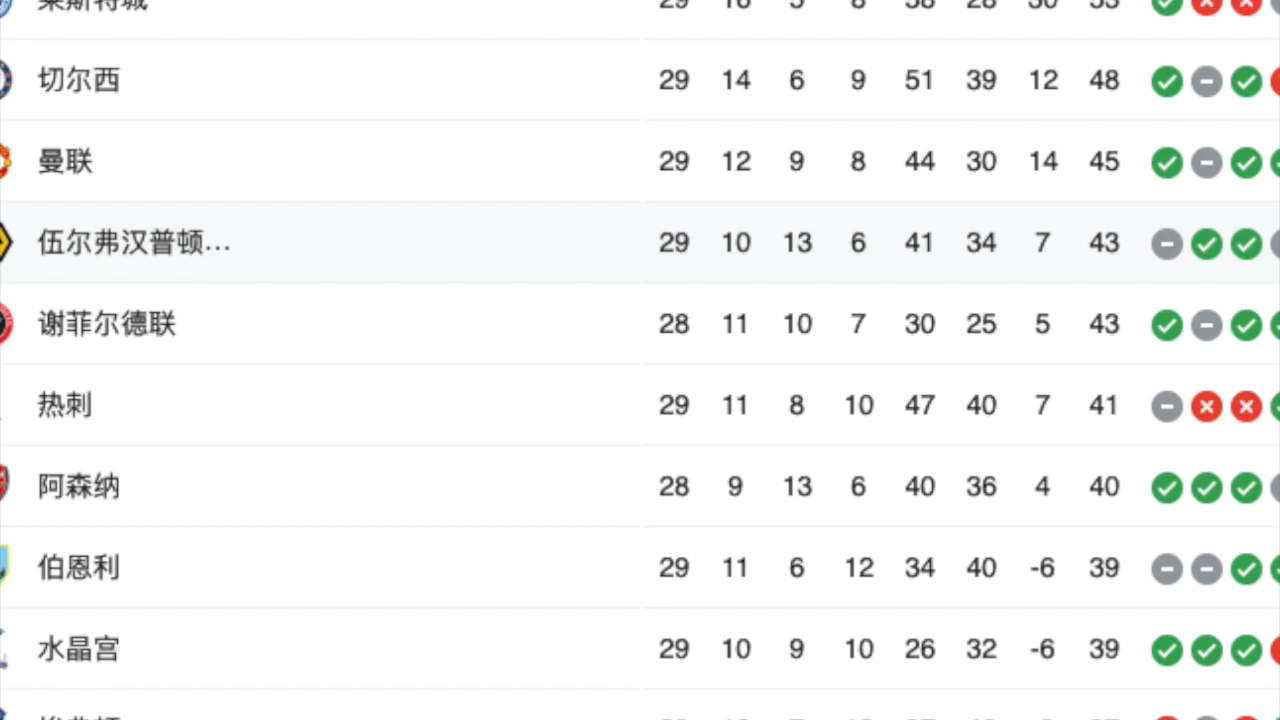 莱斯特城 29 16 5 8 58 28 30 53
切尔西 29 14 6 9 51 39 12 48
曼联 29 12 9 8 44 30 14 45
伍尔弗汉普顿… 29 10 13 6 41 34 7 43
谢菲尔德联 28 11 10 7 30 25 5 43
热刺 29 11 8 10 47 40 7 41
阿森纳 28 9 13 6 40 36 4 40
伯恩利 29 11 6 12 34 40 -6 39
水晶宫 29 10 9 10 26 32 -6 39